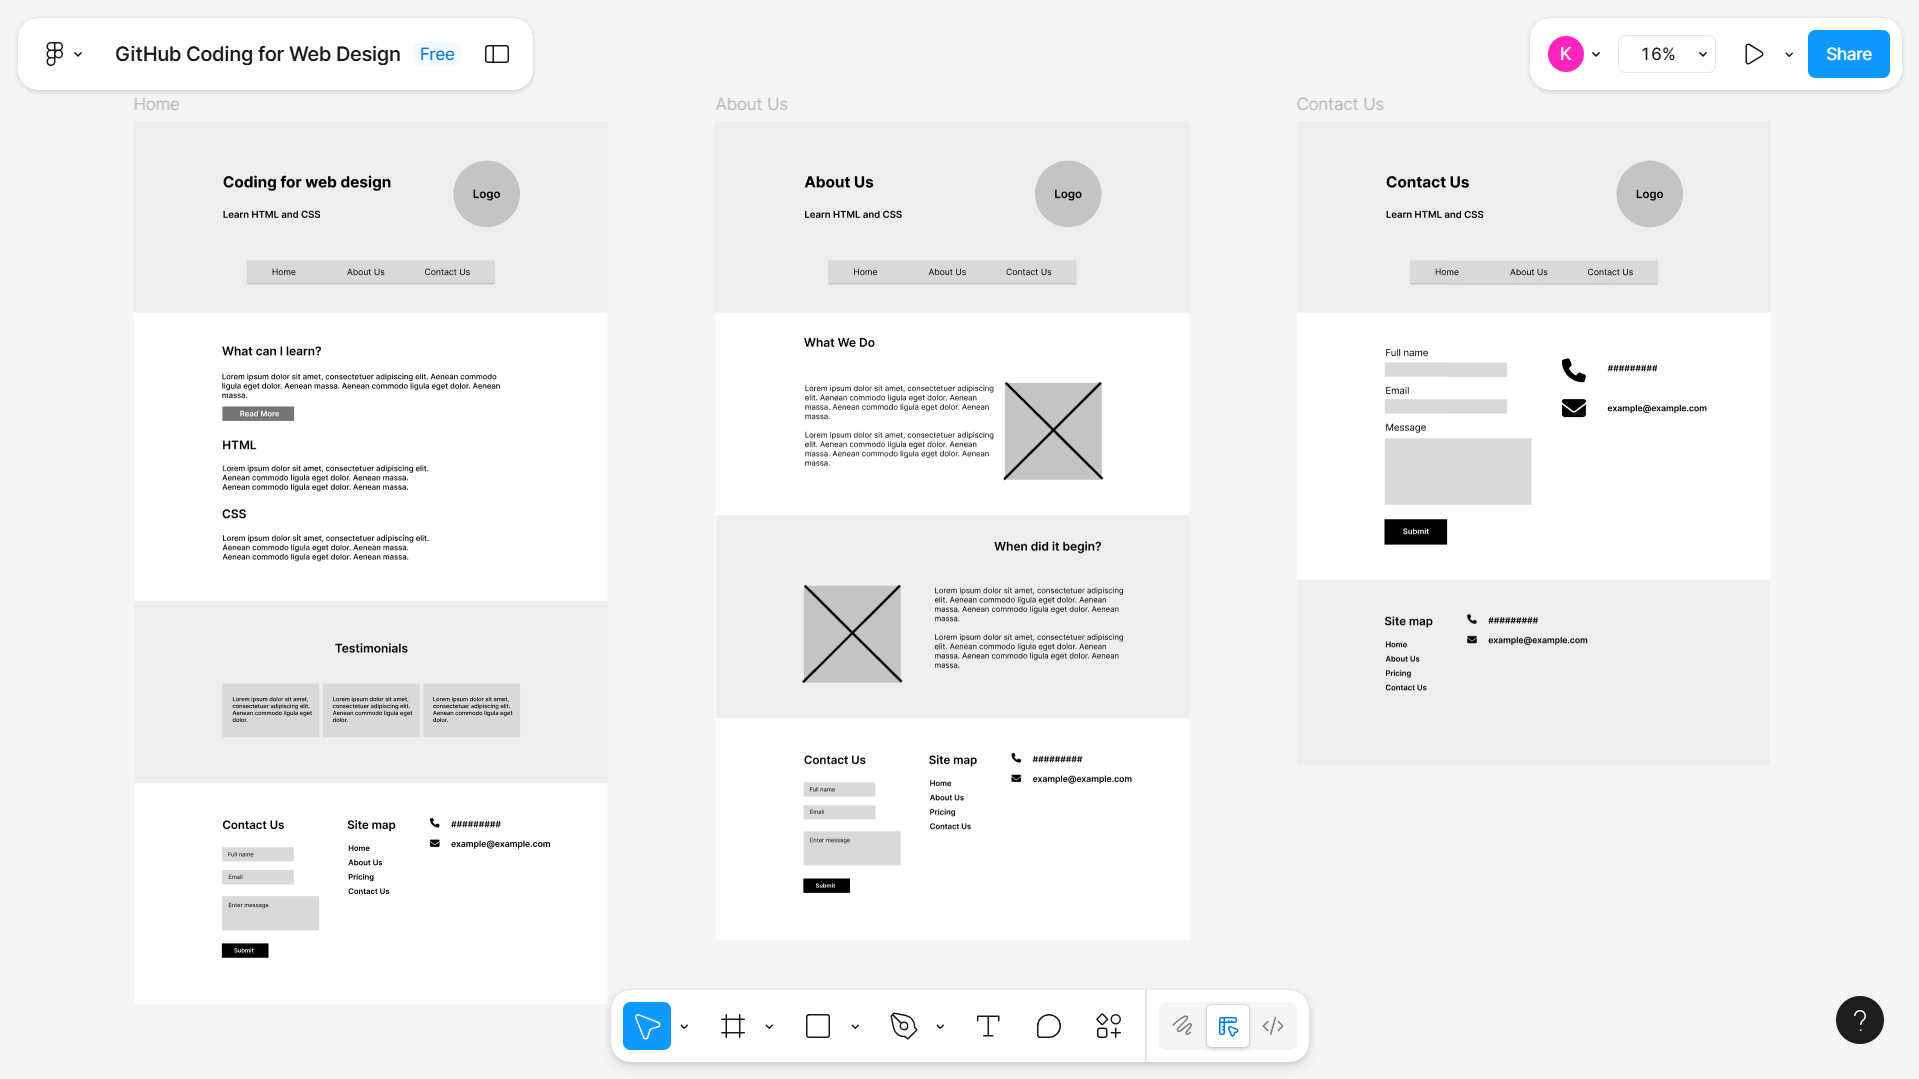 GitHub Coding for Web Design
Free
K
16%
Share
Home
Coding for web design
Learn HTML and CSS
Logo
Home About Us Contact Us
What can I learn?
Lorem ipsum dolor sit amet, consectetuer adipiscing elit. Aenean commodo
ligula eget dolor. Aenean massa. Aenean commodo ligula eget dolor. Aenean
massa.
Read More
HTML
Lorem ipsum dolor sit amet, consectetuer adipiscing elit.
Aenean commodo ligula eget dolor. Aenean massa.
Aenean commodo ligula eget dolor. Aenean massa.
CSS
Lorem ipsum dolor sit amet, consectetuer adipiscing elit.
Aenean commodo ligula eget dolor. Aenean massa.
Aenean commodo ligula eget dolor. Aenean massa.
Testimonials
Lorem ipsum dolor sit amet,
consectetuer adipiscing elit.
Aenean commodo ligula eget
dolor.
Lorem ipsum dolor sit amet,
consectetuer adipiscing elit.
Aenean commodo ligula eget
dolor.
Lorem ipsum dolor sit amet,
consectetuer adipiscing elit.
Aenean commodo ligula eget
dolor.
Contact Us
Full name
Email
Enter message
Submit
Site map
Home
About Us
Pricing
Contact Us
#########
example@example.com
About Us
About Us
Learn HTML and CSS
Logo
Home About Us Contact Us
What We Do
Lorem ipsum dolor sit amet, consectetuer adipiscing
elit. Aenean commodo ligula eget dolor. Aenean
massa. Aenean commodo ligula eget dolor. Aenean
massa.
Lorem ipsum dolor sit amet, consectetuer adipiscing
elit. Aenean commodo ligula eget dolor. Aenean
massa. Aenean commodo ligula eget dolor. Aenean
massa.
When did it begin?
Lorem ipsum dolor sit amet, consectetuer adipiscing
elit. Aenean commodo ligula eget dolor. Aenean
massa. Aenean commodo ligula eget dolor. Aenean
massa.
Lorem ipsum dolor sit amet, consectetuer adipiscing
elit. Aenean commodo ligula eget dolor. Aenean
massa. Aenean commodo ligula eget dolor. Aenean
massa.
Contact Us
Full name
Email
Enter message
Submit
Site map
Home
About Us
Pricing
Contact Us
#########
example@example.com
Contact Us
Contact Us
Learn HTML and CSS
Logo
Home About Us Contact Us
Full name
Email
Message
Submit
#########
example@example.com
Site map
Home
About Us
Pricing
Contact Us
#########
example@example.com
?